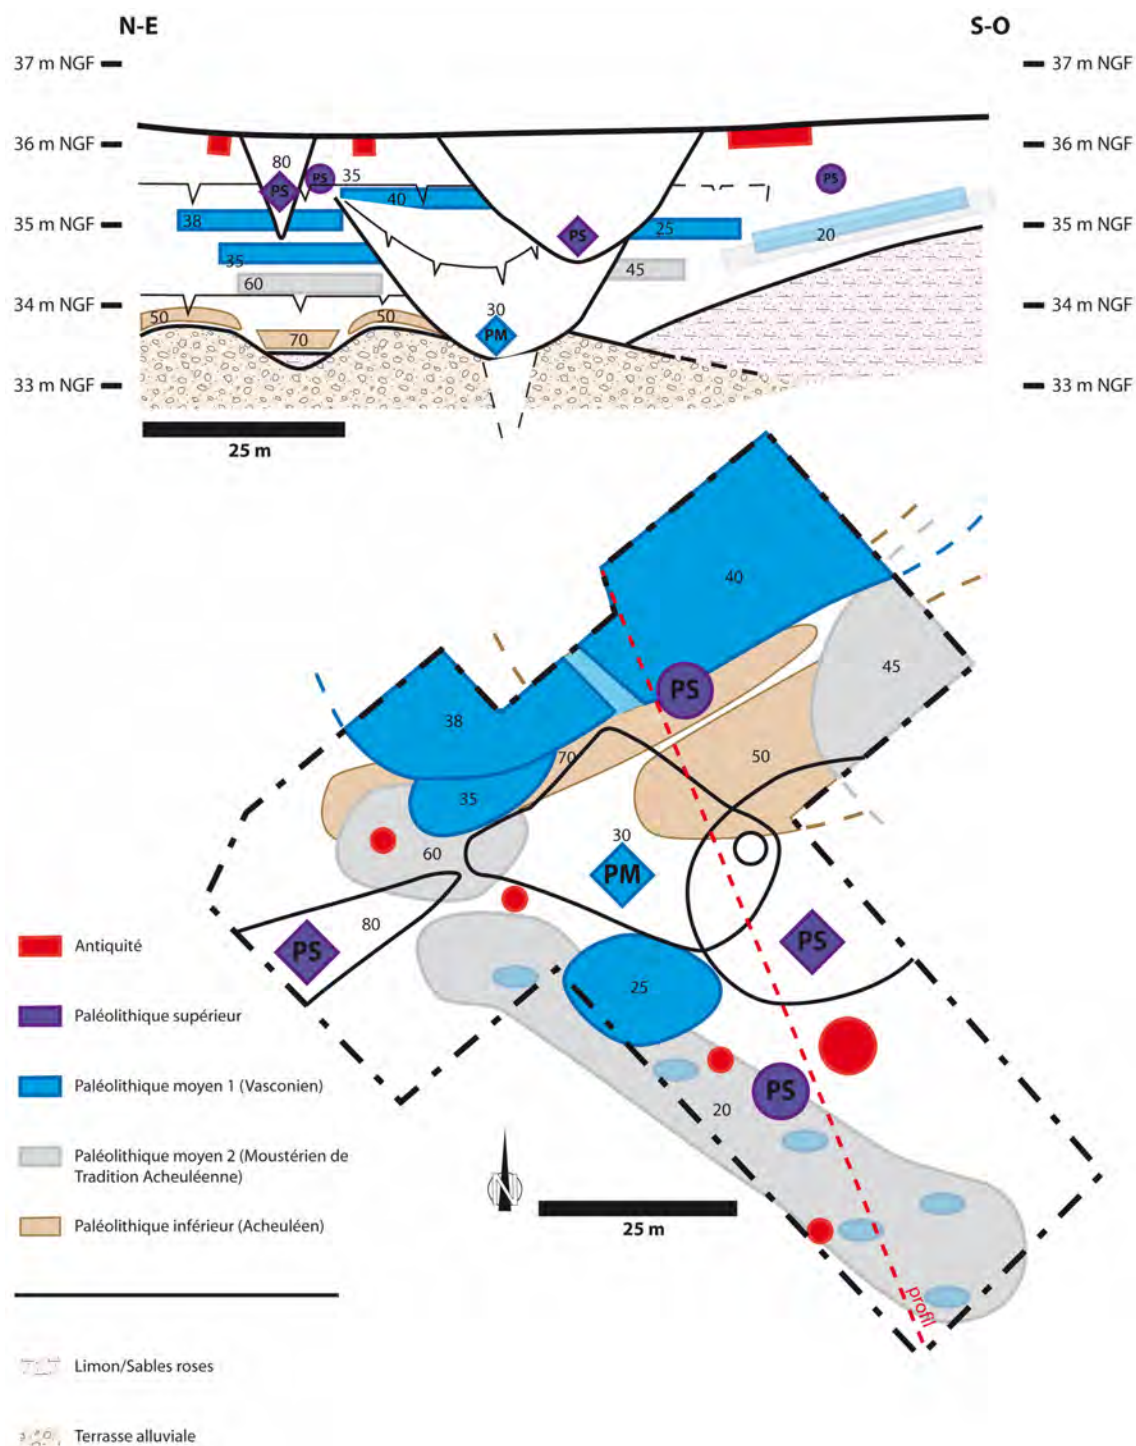 N-E
S-O
37 m NGF
37 m NGF
36 m NGF
36 m NGF
80
PS
PS
35
PS
40
38
35 m NGF
PS
25
20
35 m NGF
35
60
45
34 m NGF
34 m NGF
50
50
30
70
PM
33 m NGF
33 m NGF
25 m
40
45
PS
38
70
50
35
30
60
PM
80
PS
PS
25
PS
20
Antiquité
Paléolithique supérieur
Paléolithique moyen 1 (Vasconien)
Paléolithique moyen 2 (Moustérien de
Tradition Acheuléenne)
Paléolithique inférieur (Acheuléen)
N
25 m
profil
Limon/Sables roses
Terrasse alluviale